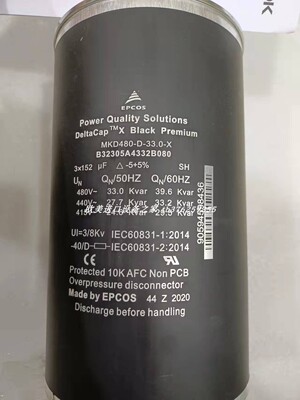 EPCOS
Power Quality Solutions
DeltaCap™X Black Premium
MKD480-D-33.0-X
B32305A4332B080
3x152 µF △ -5+5% SH
UN QN/50HZ QN/60HZ
480V~ 33.0 Kvar 39.6 Kvar
440V~ 27.7 Kvar 33.2 Kvar
UI=3/8Kv IEC60831-1:2014
-40/D IEC60831-2:2014
Protected 10K AFC Non PCB
Overpressure disconnector
Made by EPCOS 44 Z 2020
Discharge before handling